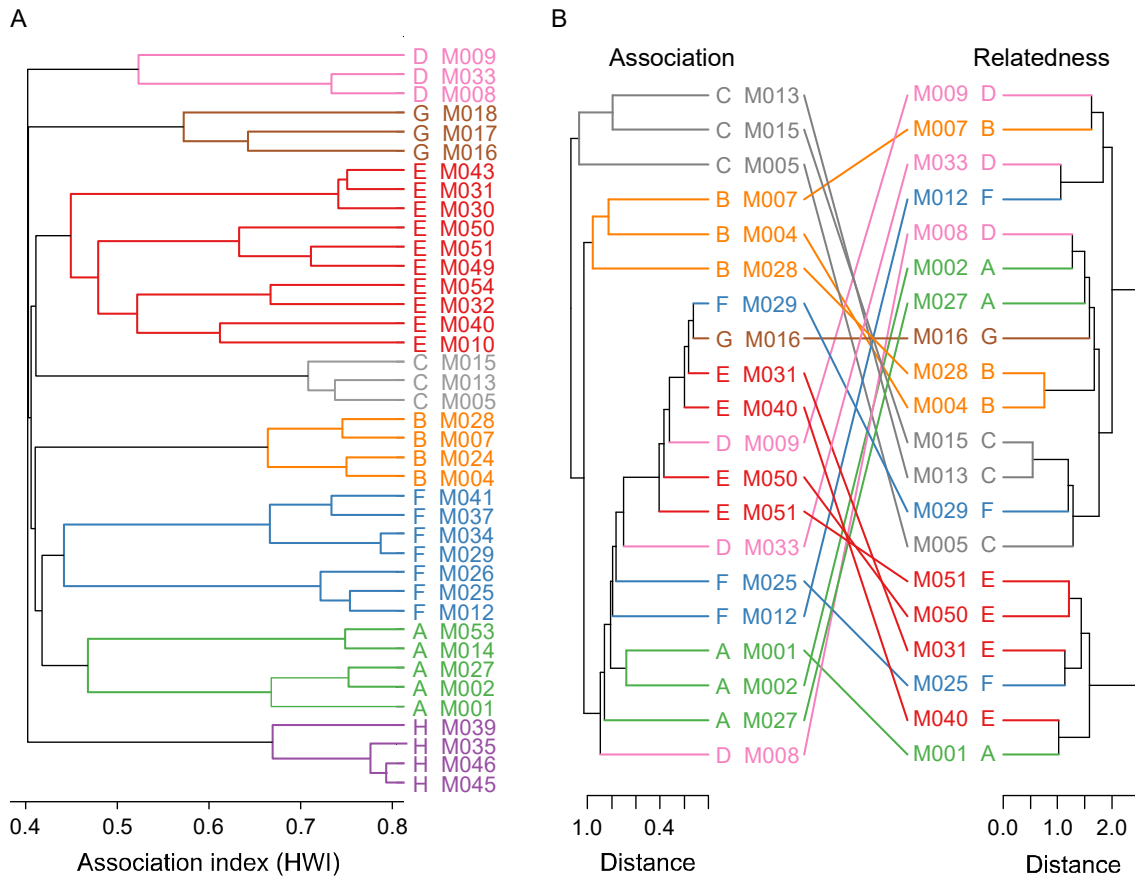 A
D M009
D M033
D M008
G M018
G M017
G M016
E M043
E M031
E M030
E M050
E M051
E M049
E M054
E M032
E M040
E M010
C M015
C M013
C M005
B M028
B M007
B M024
B M004
F M041
F M037
F M034
F M029
F M026
F M025
F M012
A M053
A M014
A M027
A M002
A M001
H M039
H M035
H M046
H M045
0.4 0.5 0.6 0.7 0.8
Association index (HWI)
B
Association
C M013
C M015
C M005
B M007
B M004
B M028
F M029
G M016
E M031
E M040
D M009
E M050
E M051
D M033
F M025
F M012
A M001
A M002
A M027
D M008
1.0 0.4
Distance
Relatedness
M009 D
M007 B
M033 D
M012 F
M008 D
M002 A
M027 A
M016 G
M028 B
M004 B
M015 C
M013 C
M029 F
M005 C
M051 E
M050 E
M031 E
M025 F
M040 E
M001 A
0.0 1.0 2.0
Distance